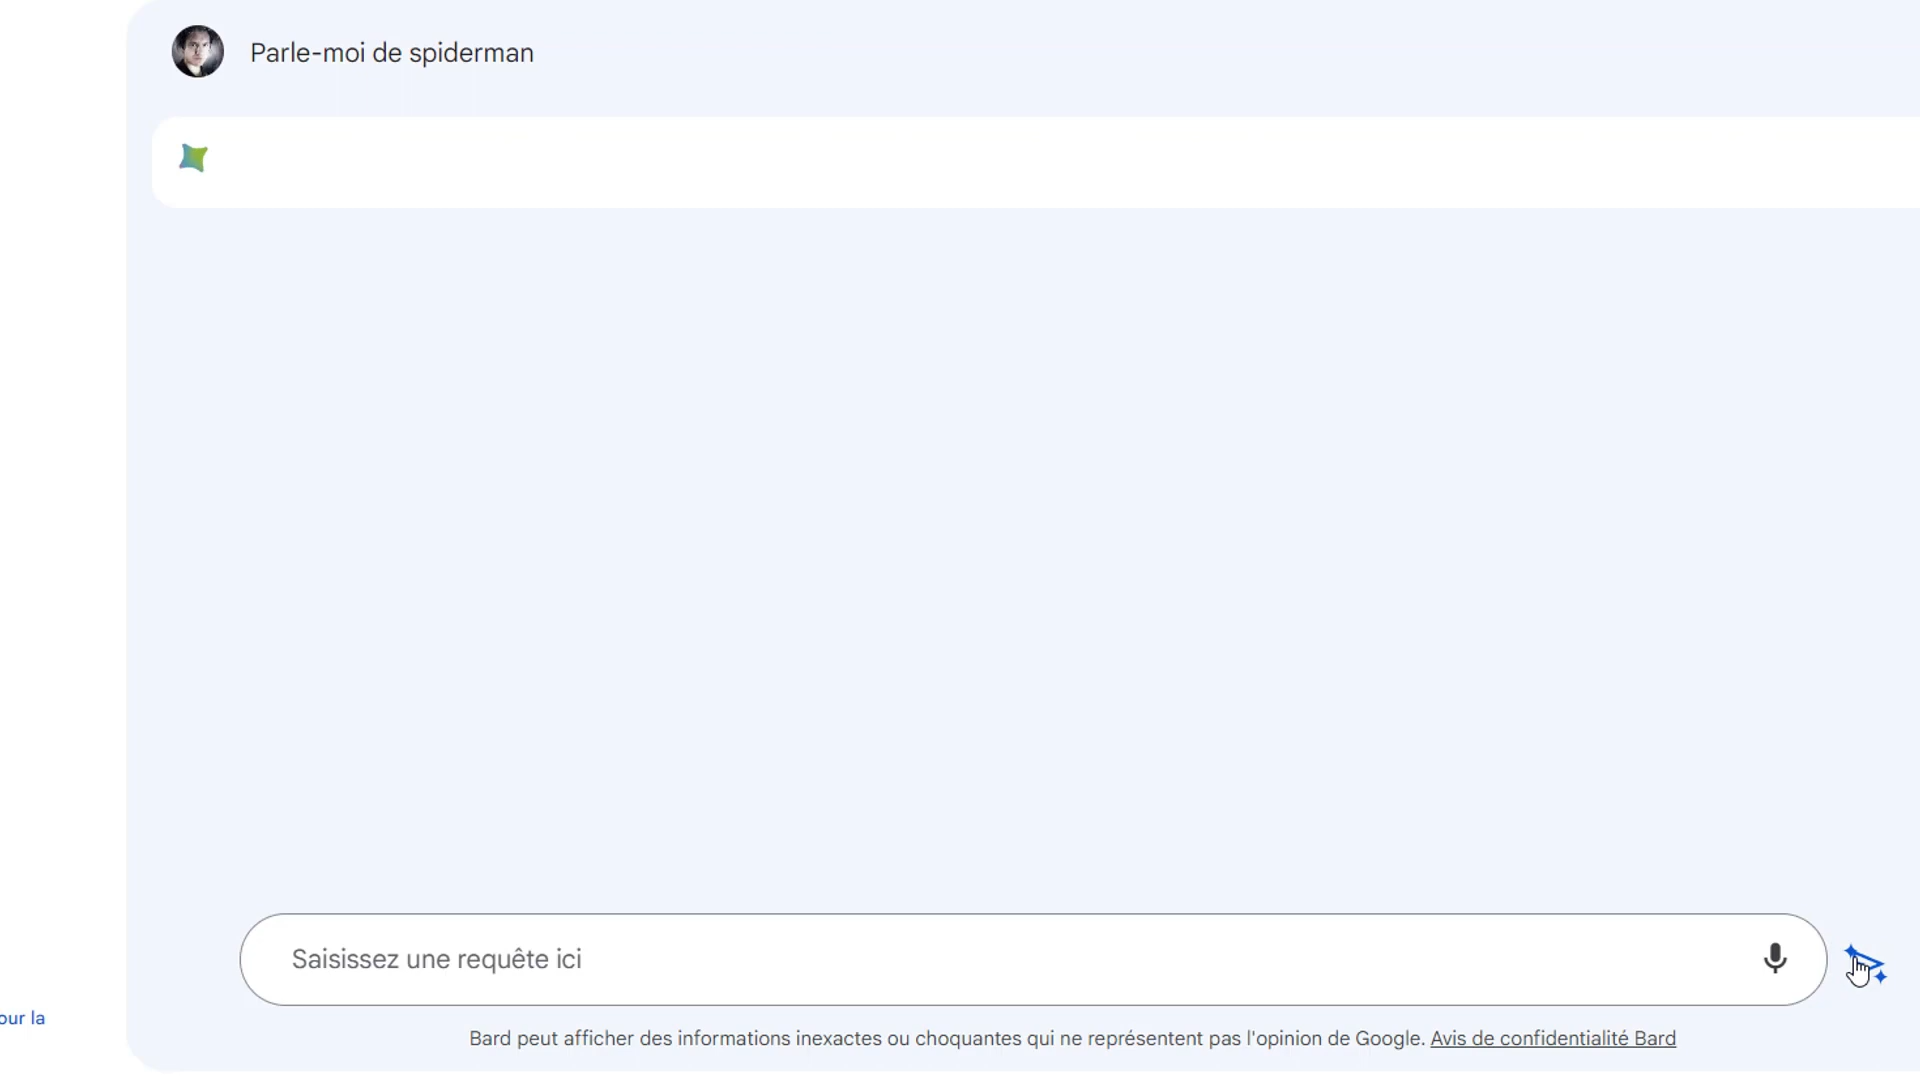 Parle-moi de spiderman
Saisissez une requête ici
our la
Bard peut afficher des informations inexactes ou choquantes qui ne représentent pas l'opinion de Google. Avis de confidentialité Bard